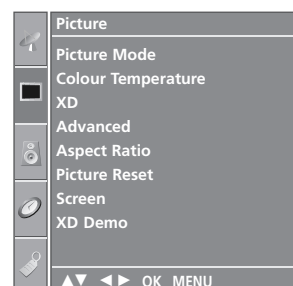 Picture
Picture Mode
Colour Temperature
XD
Advanced
Aspect Ratio
Picture Reset
Screen
XD Demo
▲▼ ◄► OK MENU